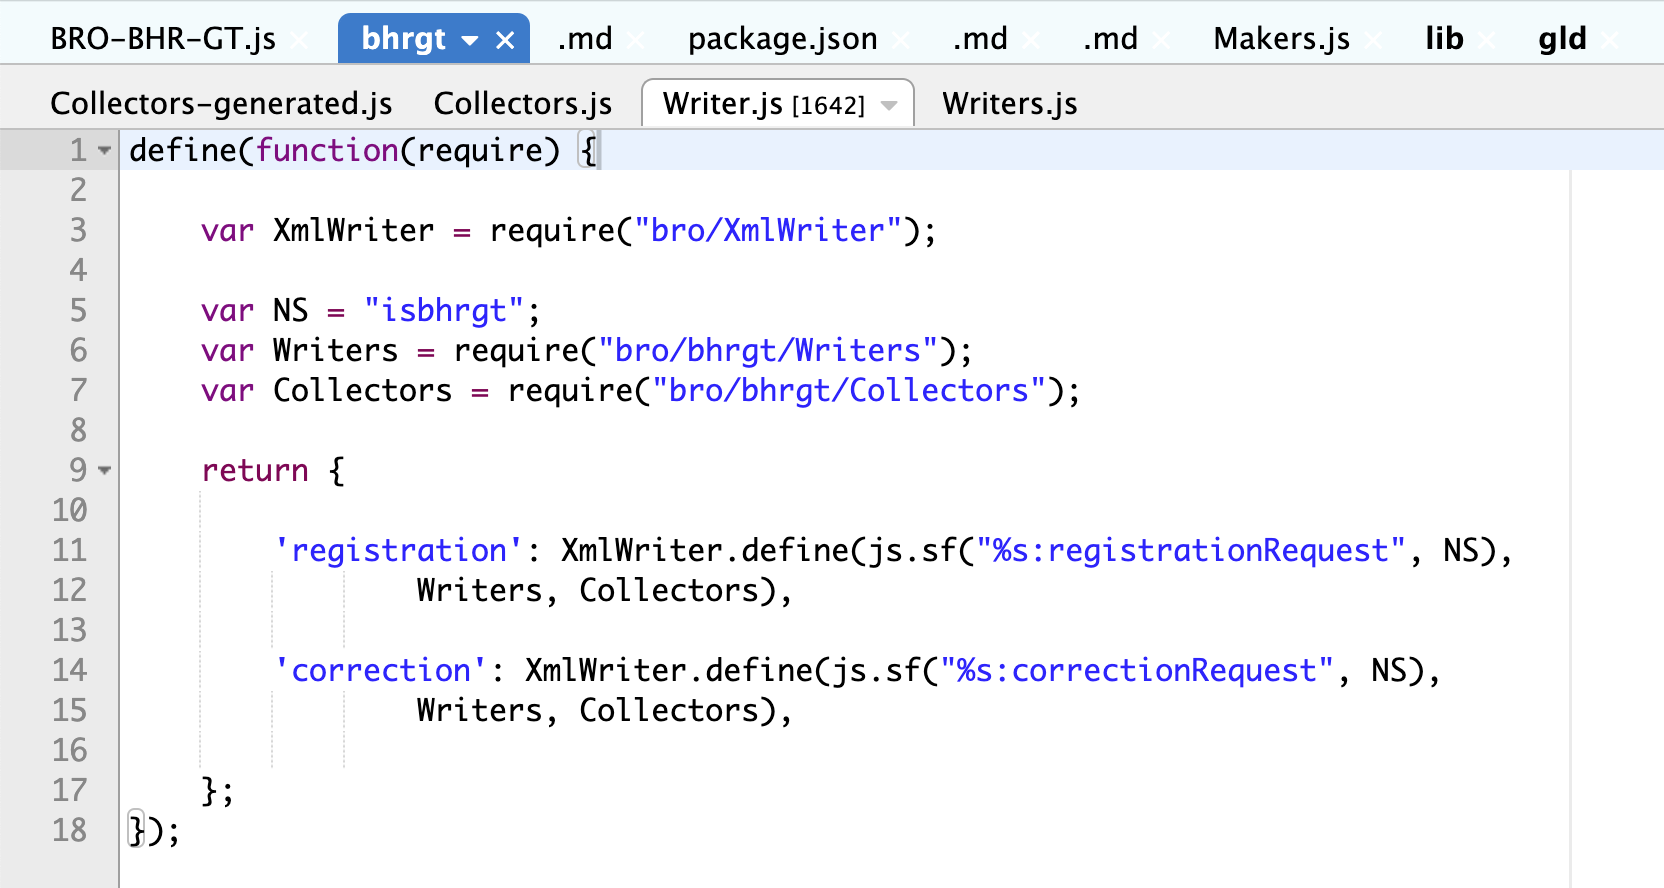 BRO-BHR-GT.js × bhrgt × .md × package.json × .md × .md × Makers.js × lib × gld ×
Collectors-generated.js Collectors.js Writer.js [1642] Writers.js
1 define(function(require) {
2
3     var XmlWriter = require("bro/XmlWriter");
4
5     var NS = "isbhrgt";
6     var Writers = require("bro/bhrgt/Writers");
7     var Collectors = require("bro/bhrgt/Collectors");
8
9     return {
10
11         'registration': XmlWriter.define(js.sf("%s:registrationRequest", NS),
12                 Writers, Collectors),
13
14         'correction': XmlWriter.define(js.sf("%s:correctionRequest", NS),
15                 Writers, Collectors),
16
17     };
18 });